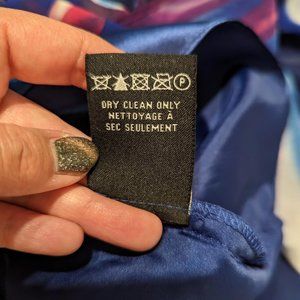 P
DRY CLEAN ONLY
NETTOYAGE À
SEC SEULEMENT